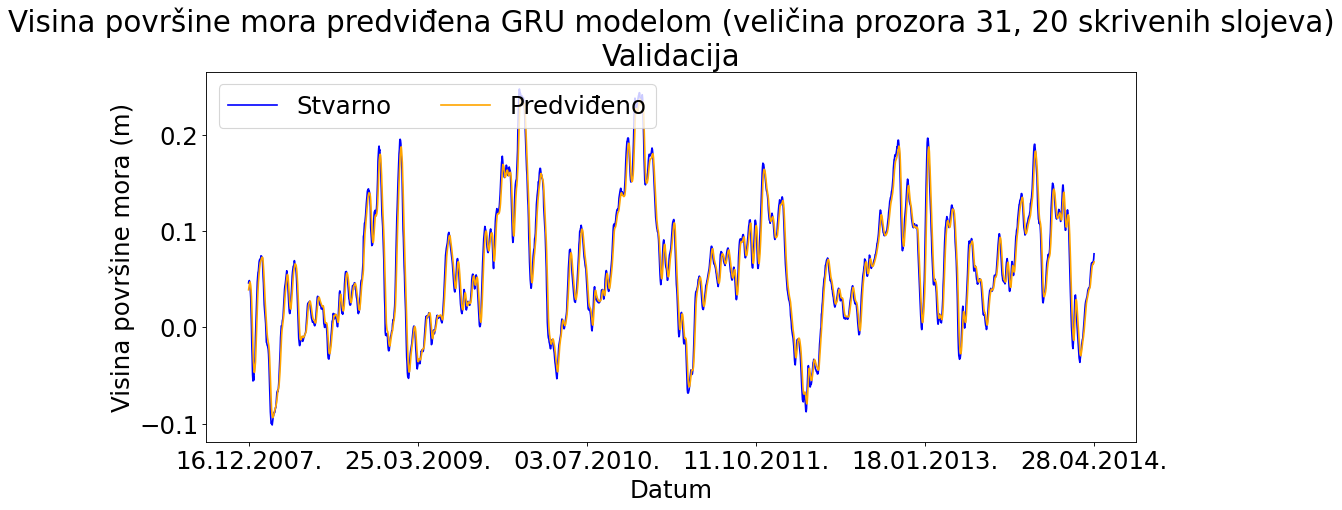 Visina površine mora predviđena GRU modelom (veličina prozora 31, 20 skrivenih slojeva)
Validacija
Stvarno Predviđeno
Visina površine mora (m)
0.2
0.1
0.0
−0.1
16.12.2007. 25.03.2009. 03.07.2010. 11.10.2011. 18.01.2013. 28.04.2014.
Datum